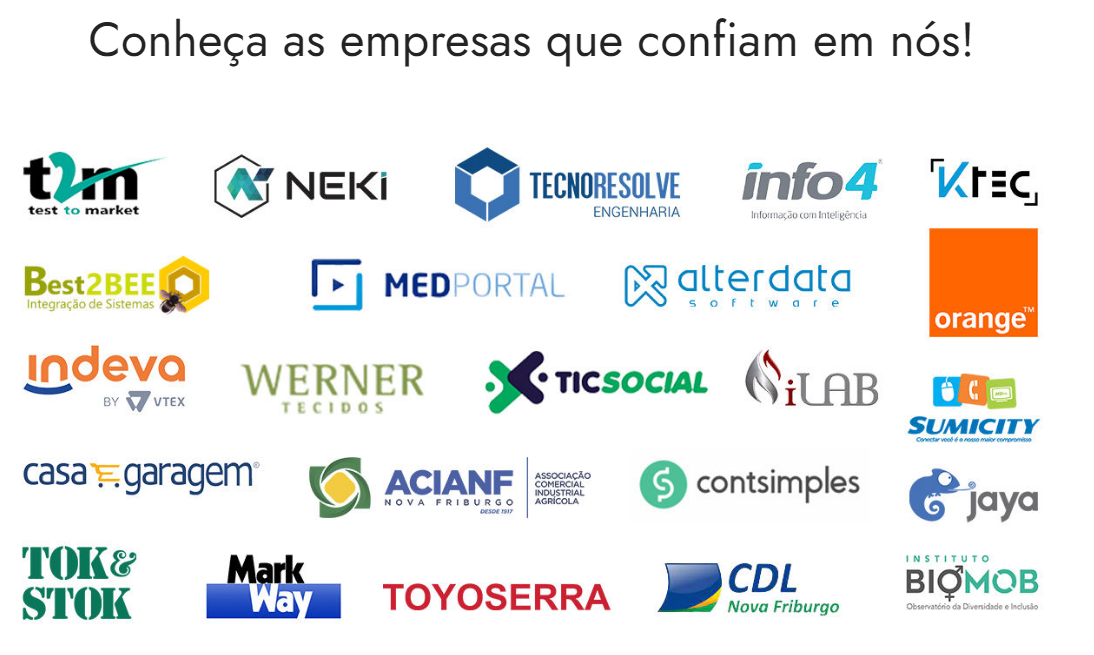 Conheça as empresas que confiam em nós!
t2m
test to market
NEKi
TECNORESOLVE
ENGENHARIA
info4®
Informação com Inteligência
Ktec
Best2BEE
Integração de Sistemas
MEDPORTAL
alterdata
software
orange™
indeva
BY VTEX
WERNER
TECIDOS
TICSOCIAL
iLAB
SUMICITY
Conectar você é o nosso maior compromisso
casa garagem®
ACIANF
NOVA FRIBURGO
DESDE 1917
ASSOCIAÇÃO
COMERCIAL
INDUSTRIAL
AGRÍCOLA
contsimples
jaya
TOK&
STOK
Mark
Way
TOYOSERRA
CDL
Nova Friburgo
INSTITUTO
BIOMOB
Observatório da Diversidade e Inclusão